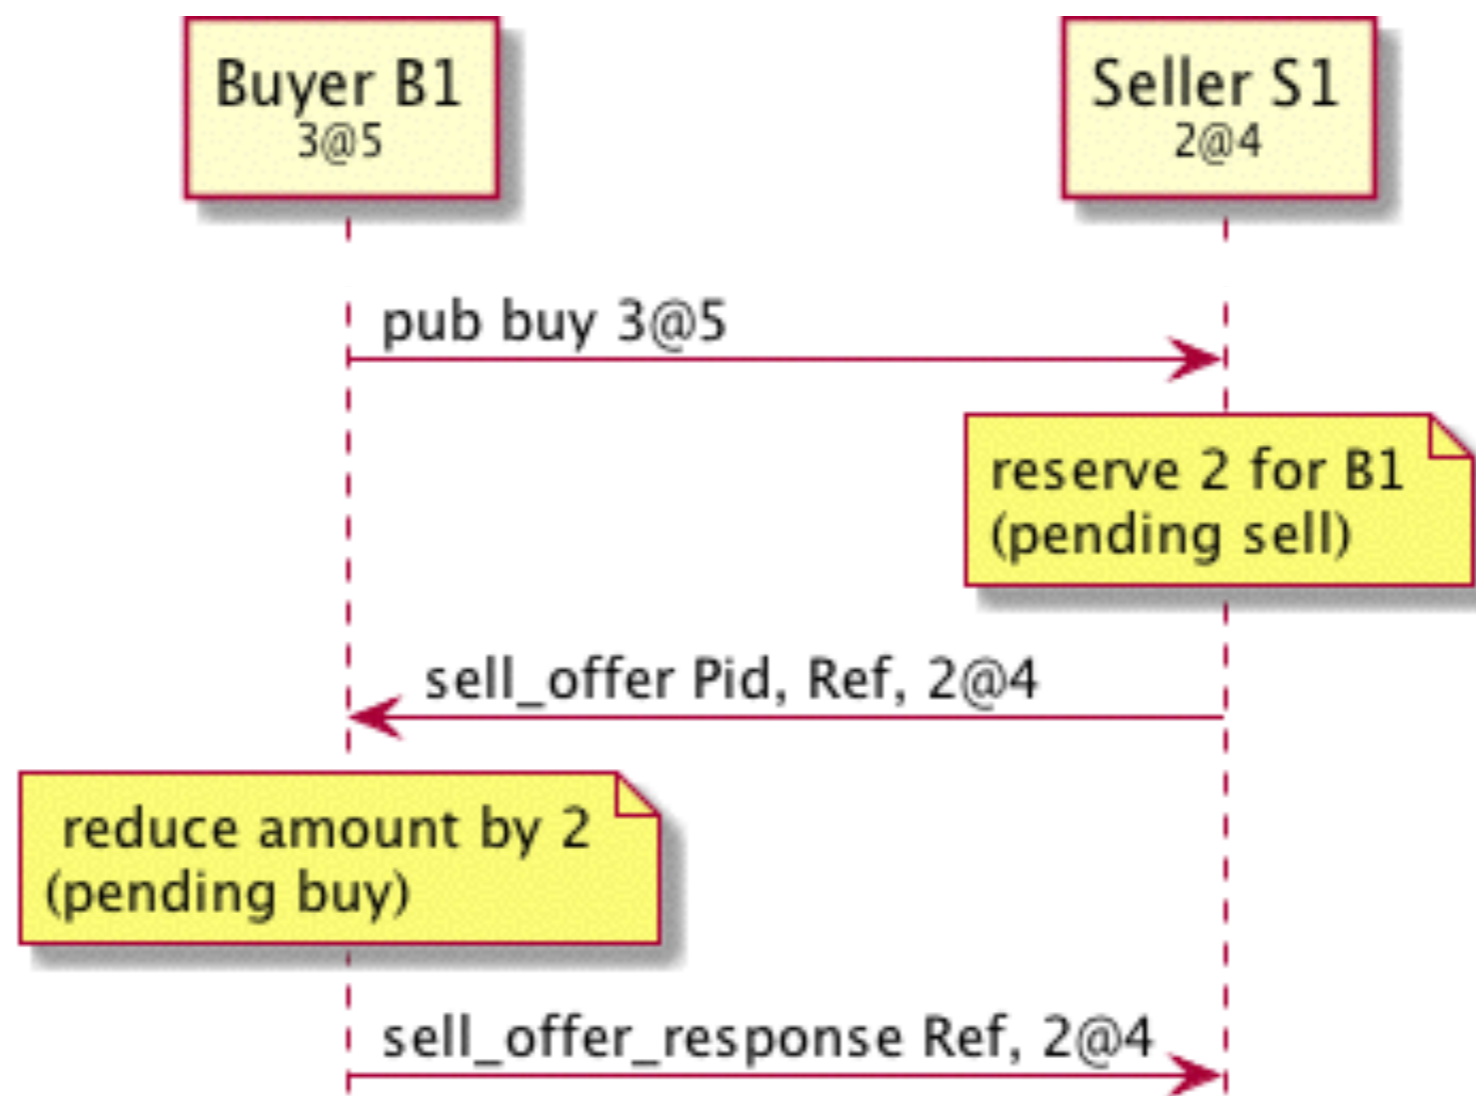 Buyer B1
3@5
Seller S1
2@4
pub buy 3@5
reserve 2 for B1
(pending sell)
sell_offer Pid, Ref, 2@4
reduce amount by 2
(pending buy)
sell_offer_response Ref, 2@4